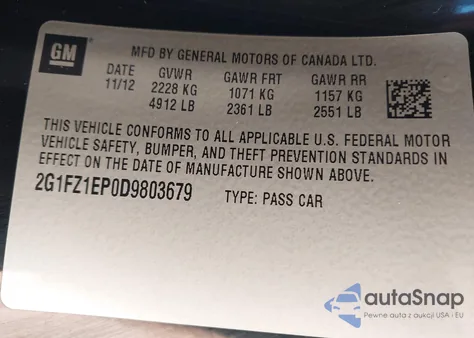 GM
MFD BY GENERAL MOTORS OF CANADA LTD.
DATE GVWR GAWR FRT GAWR RR
11/12 2228 KG 1071 KG 1157 KG
4912 LB 2361 LB 2551 LB
THIS VEHICLE CONFORMS TO ALL APPLICABLE U.S. FEDERAL MOTOR
VEHICLE SAFETY, BUMPER, AND THEFT PREVENTION STANDARDS IN
EFFECT ON THE DATE OF MANUFACTURE SHOWN ABOVE.
2G1FZ1EP0D9803679 TYPE: PASS CAR
autaSnap
Pewne auta z aukcji USA i EU